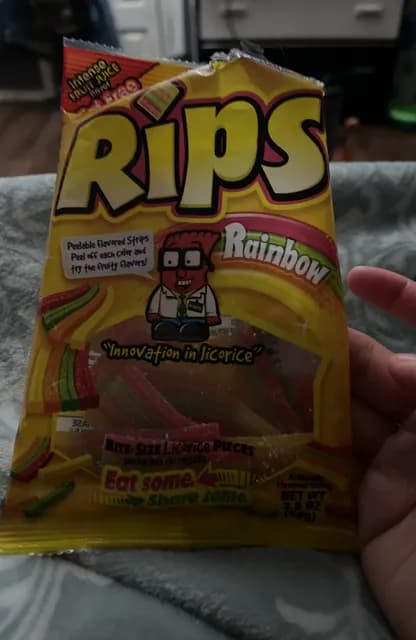 Intense
FRUIT JUICE
flavor
Free
Rips
Rainbow
Peelable Flavored Strips
Peel off each color and
try the fruity flavors!
"Innovation in licorice"
BITE-SIZE LICORICE PIECES
Eat some.
Share some.
NET WT